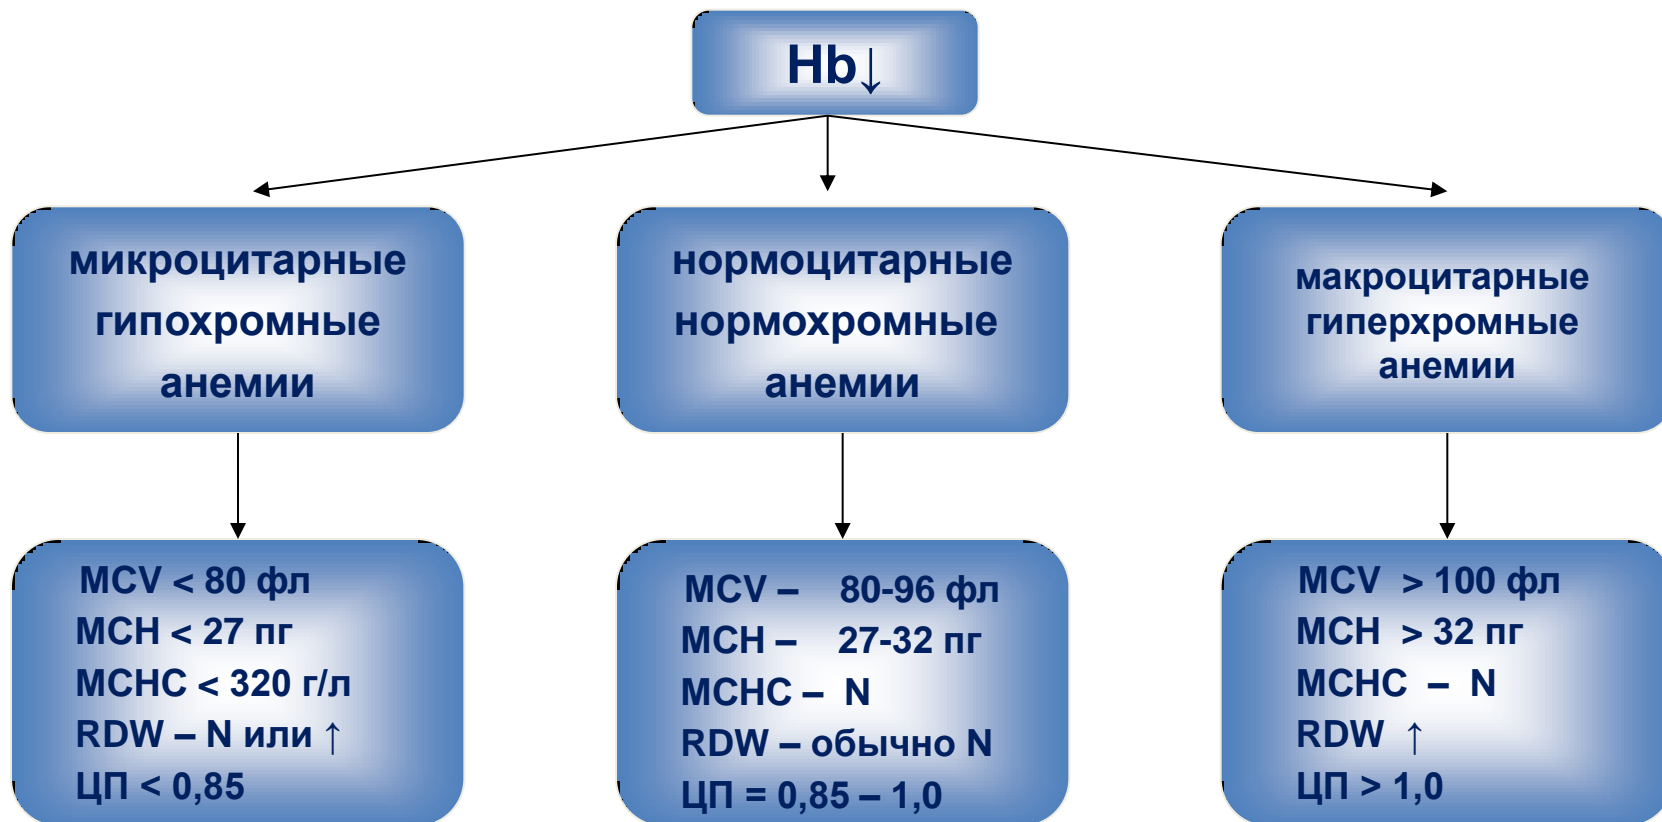 Hb↓
микроцитарные
гипохромные
анемии
нормоцитарные
нормохромные
анемии
макроцитарные
гиперхромные
анемии
MCV < 80 фл
MCH < 27 пг
MCHC < 320 г/л
RDW – N или ↑
ЦП < 0,85
MCV – 80-96 фл
MCH – 27-32 пг
MCHC – N
RDW – обычно N
ЦП = 0,85 – 1,0
MCV > 100 фл
MCH > 32 пг
MCHC – N
RDW ↑
ЦП > 1,0